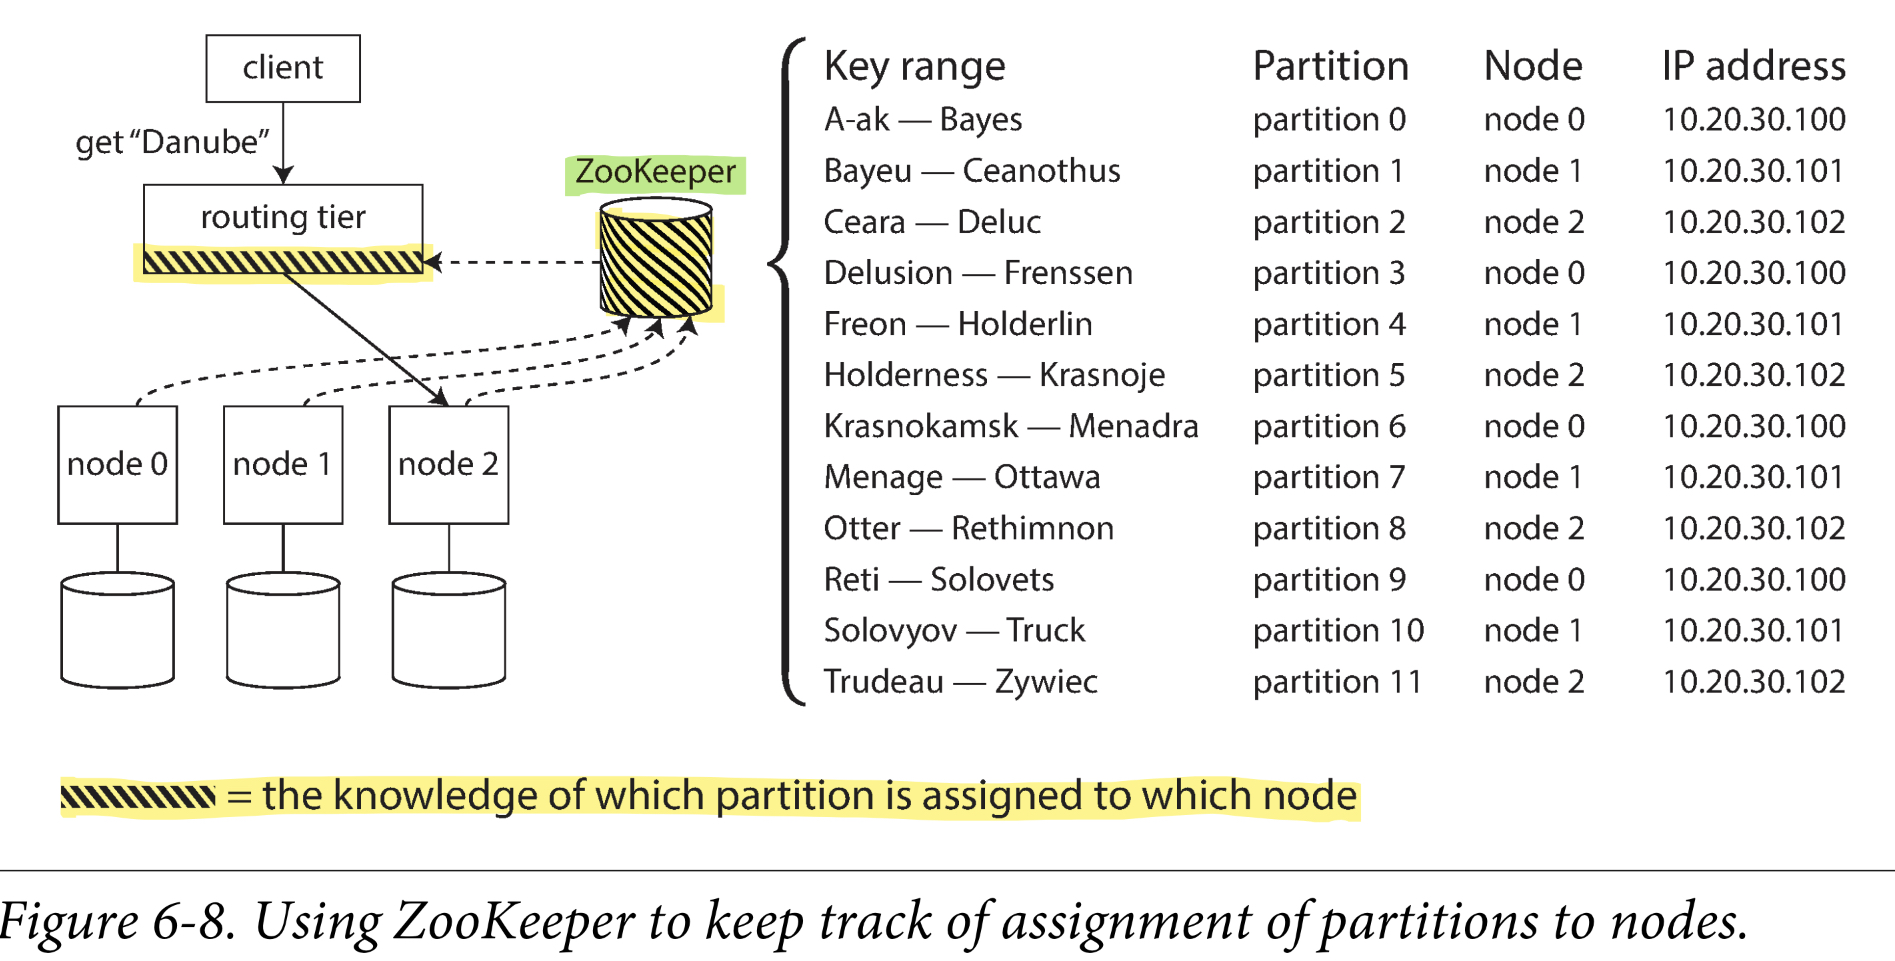 client
get “Danube”
routing tier
ZooKeeper
node 0 node 1 node 2
Key range Partition Node IP address
A-ak — Bayes partition 0 node 0 10.20.30.100
Bayeu — Ceanothus partition 1 node 1 10.20.30.101
Ceara — Deluc partition 2 node 2 10.20.30.102
Delusion — Frenssen partition 3 node 0 10.20.30.100
Freon — Holderlin partition 4 node 1 10.20.30.101
Holderness — Krasnoje partition 5 node 2 10.20.30.102
Krasnokamsk — Menadra partition 6 node 0 10.20.30.100
Menage — Ottawa partition 7 node 1 10.20.30.101
Otter — Rethimnon partition 8 node 2 10.20.30.102
Reti — Solovets partition 9 node 0 10.20.30.100
Solovyov — Truck partition 10 node 1 10.20.30.101
Trudeau — Zywiec partition 11 node 2 10.20.30.102
= the knowledge of which partition is assigned to which node
Figure 6-8. Using ZooKeeper to keep track of assignment of partitions to nodes.